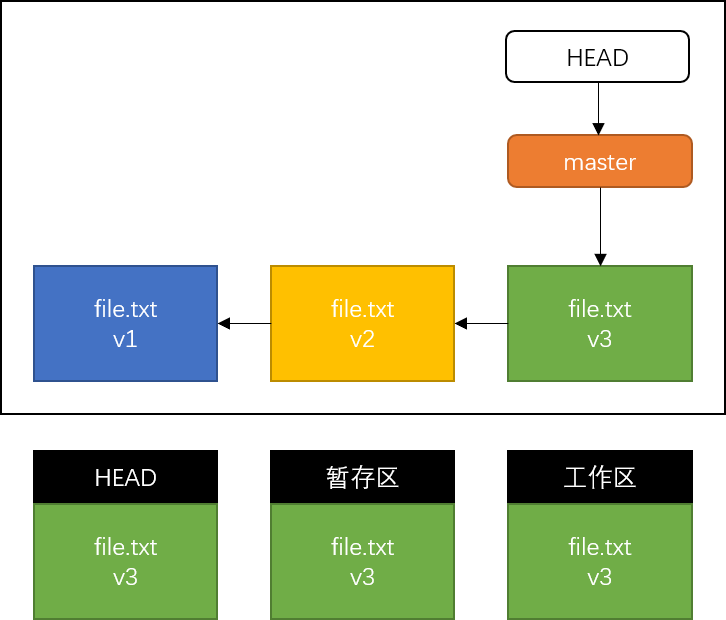 HEAD
master
file.txt
v1
file.txt
v2
file.txt
v3
HEAD
暂存区
工作区
file.txt
v3
file.txt
v3
file.txt
v3